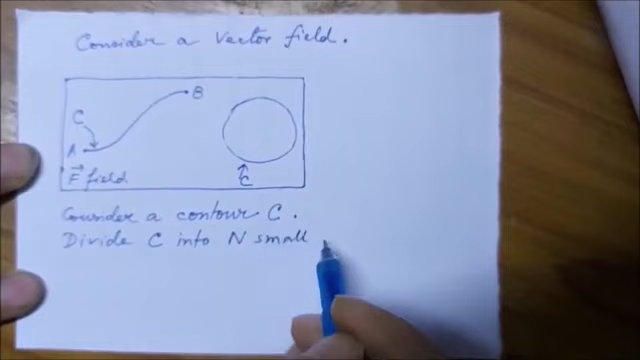 Consider a vector field.
B
C
A
F field
C
Consider a contour C.
Divide C into N small